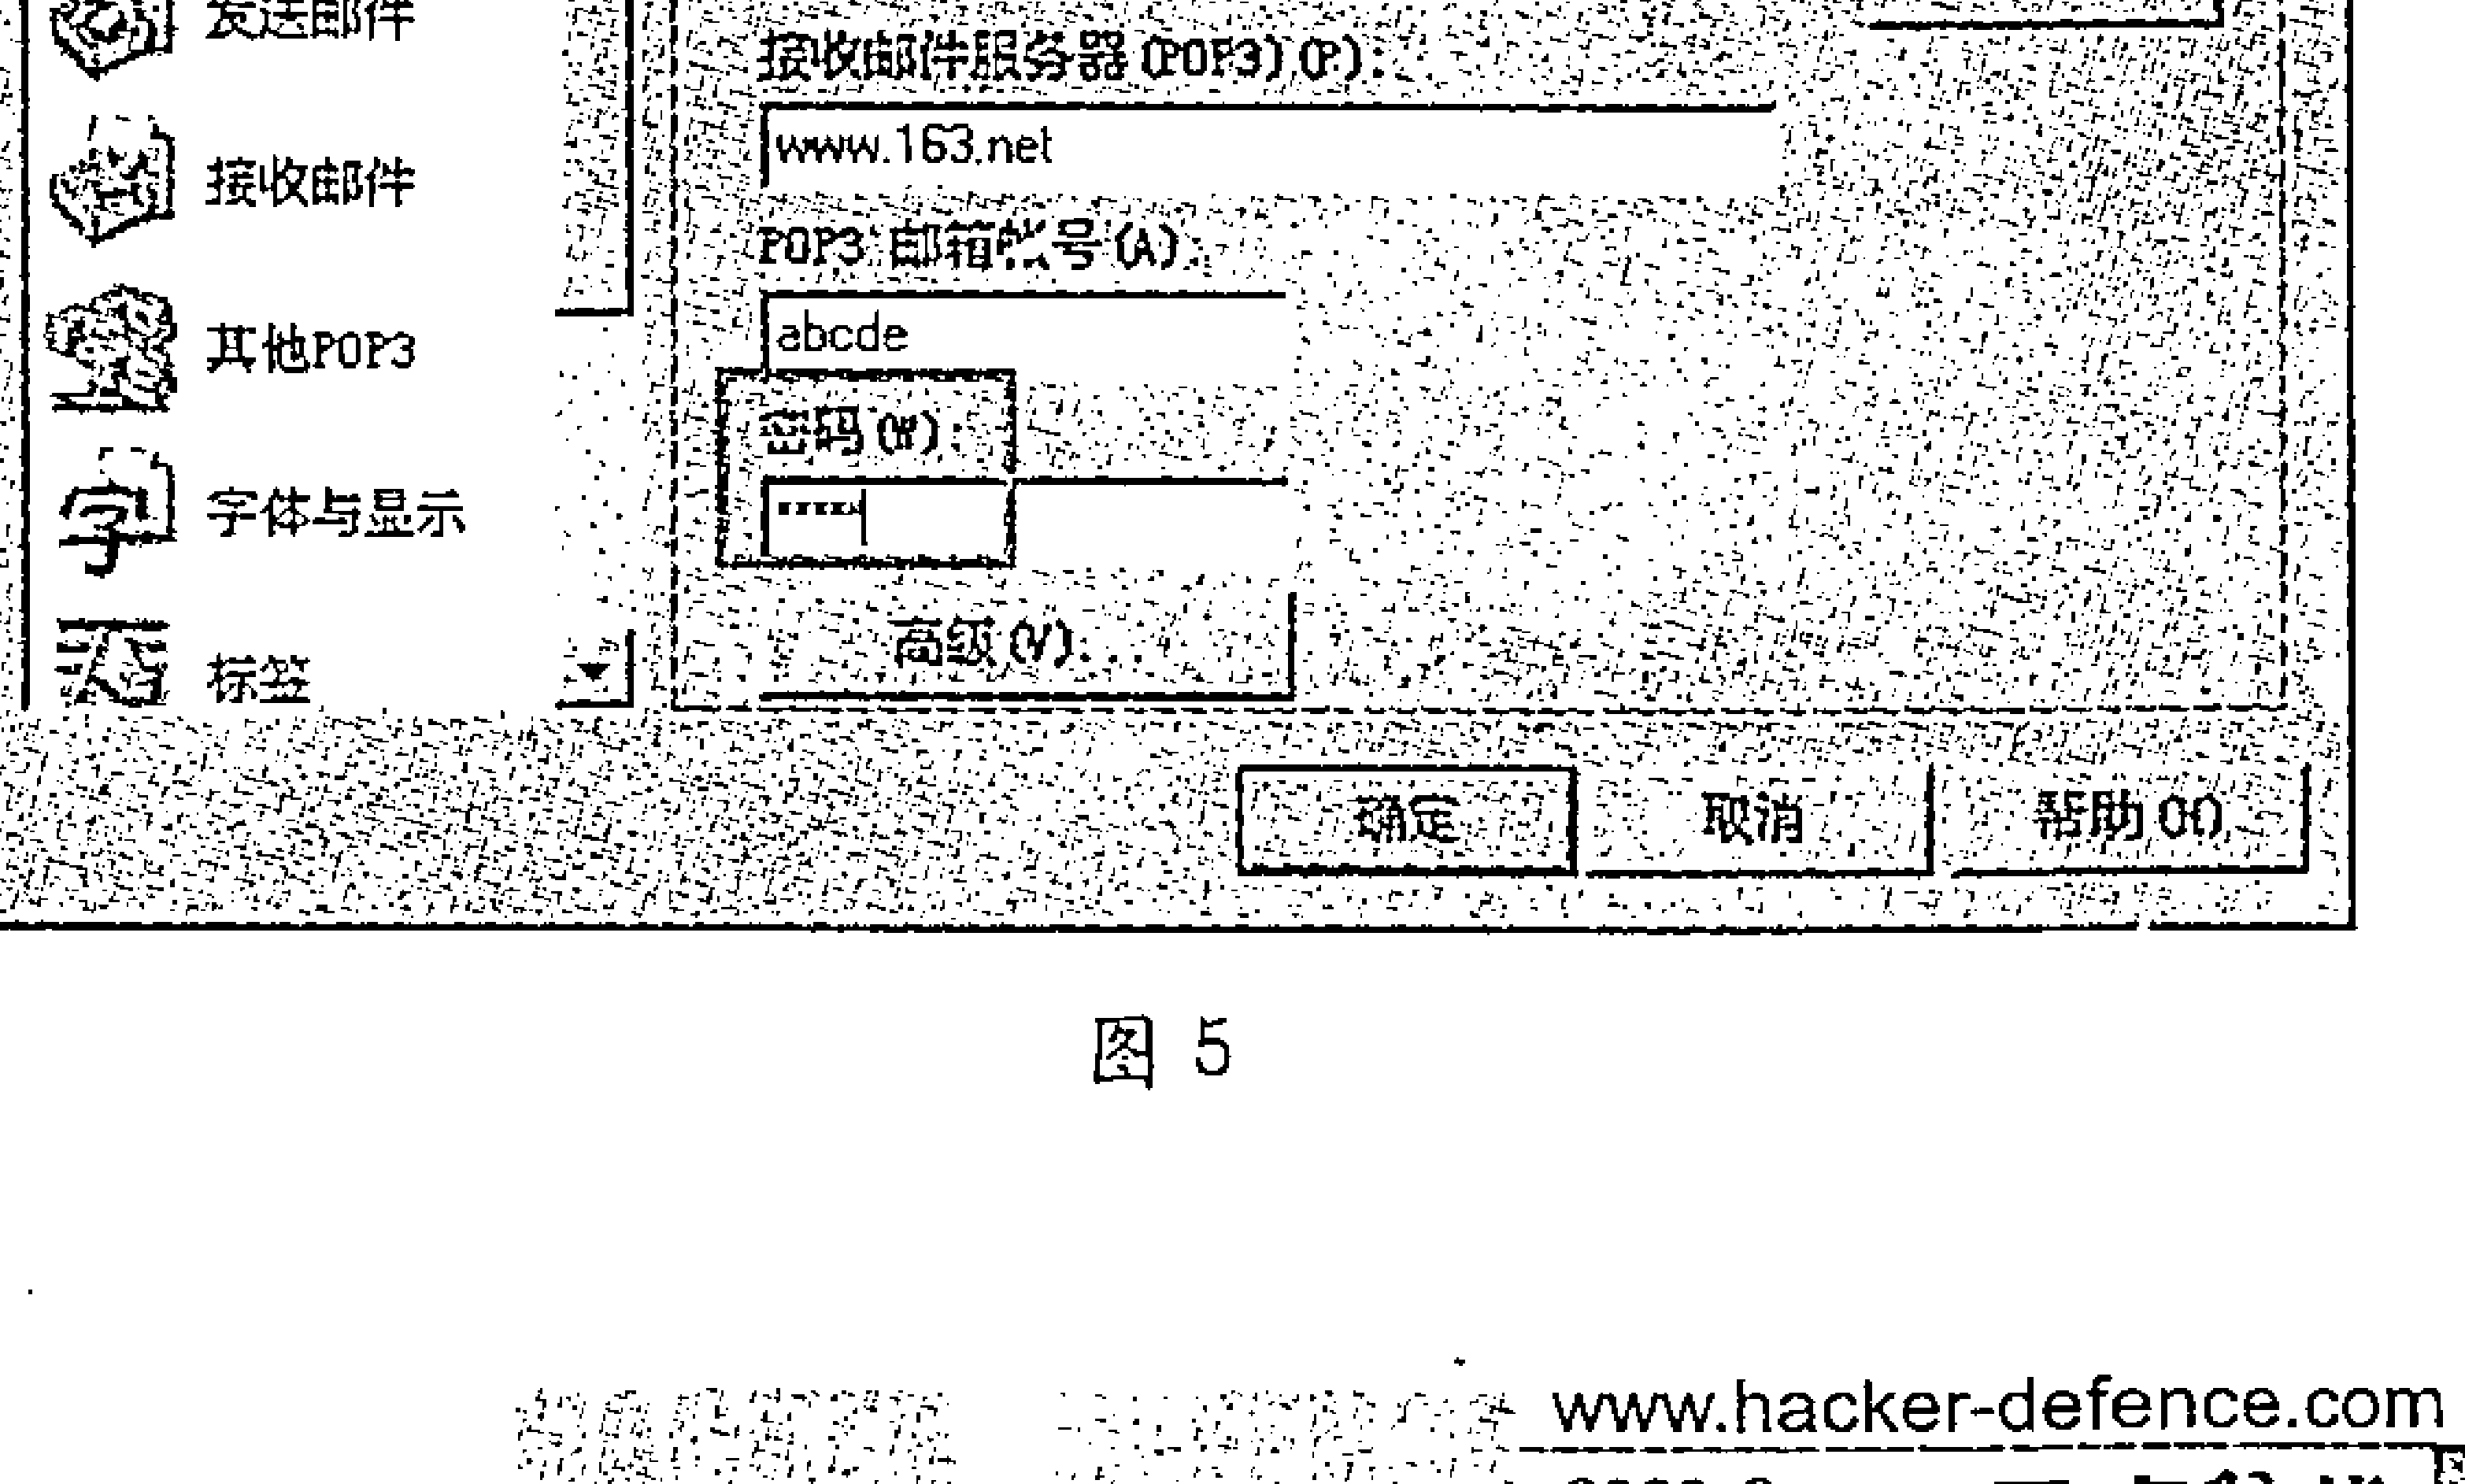 发送邮件
接收邮件
其他POP3
字体与显示
标签
接收邮件服务器(POP3)(P):
www.163.net
POP3 邮箱帐号(A):
abcde
密码(W):
*****
高级(V)...
确定
取消
帮助(H)
图 5
www.hacker-defence.com